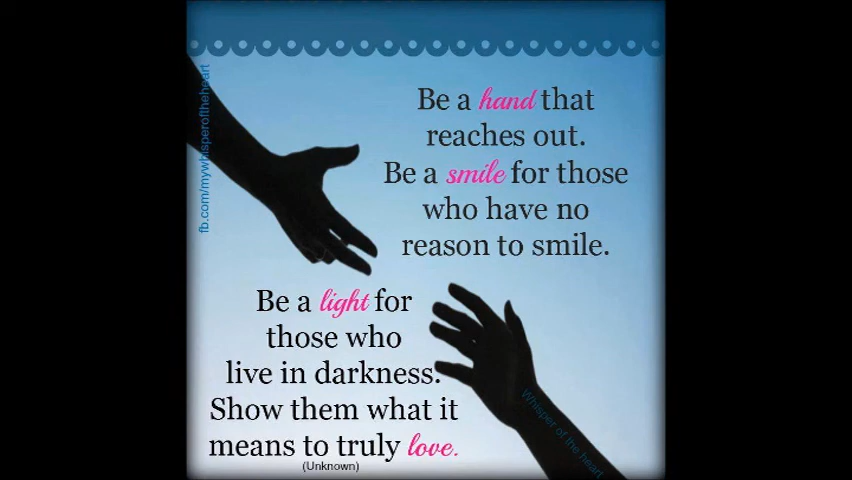 Be a hand that
reaches out.
Be a smile for those
who have no
reason to smile.
Be a light for
those who
live in darkness.
Show them what it
means to truly love.
(Unknown)
fb.com/mywhisperoftheheart
Whisper of the heart